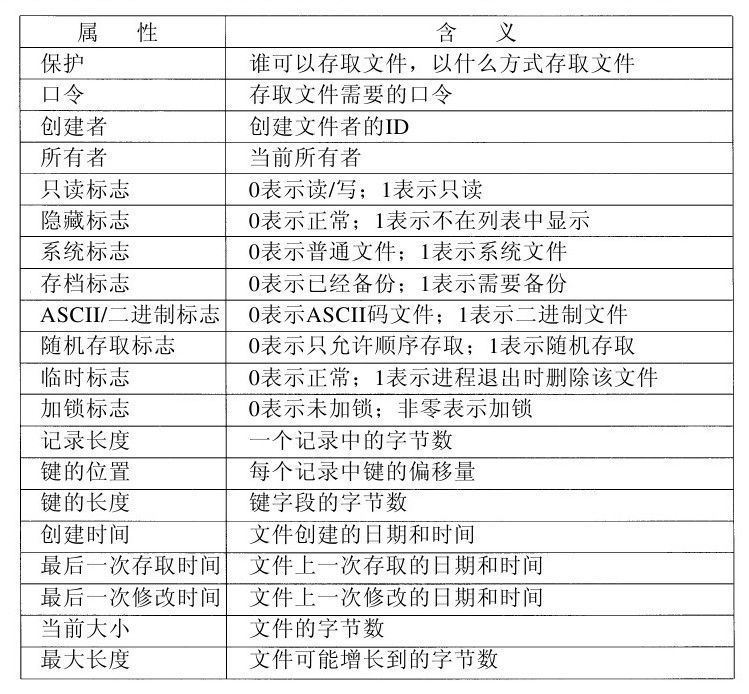 属 性 含 义
保护 谁可以存取文件，以什么方式存取文件
口令 存取文件需要的口令
创建者 创建文件者的ID
所有者 当前所有者
只读标志 0表示读/写；1表示只读
隐藏标志 0表示正常；1表示不在列表中显示
系统标志 0表示普通文件；1表示系统文件
存档标志 0表示已经备份；1表示需要备份
ASCII/二进制标志 0表示ASCII码文件；1表示二进制文件
随机存取标志 0表示只允许顺序存取；1表示随机存取
临时标志 0表示正常；1表示进程退出时删除该文件
加锁标志 0表示未加锁；非零表示加锁
记录长度 一个记录中的字节数
键的位置 每个记录中键的偏移量
键的长度 键字段的字节数
创建时间 文件创建的日期和时间
最后一次存取时间 文件上一次存取的日期和时间
最后一次修改时间 文件上一次修改的日期和时间
当前大小 文件的字节数
最大长度 文件可能增长到的字节数